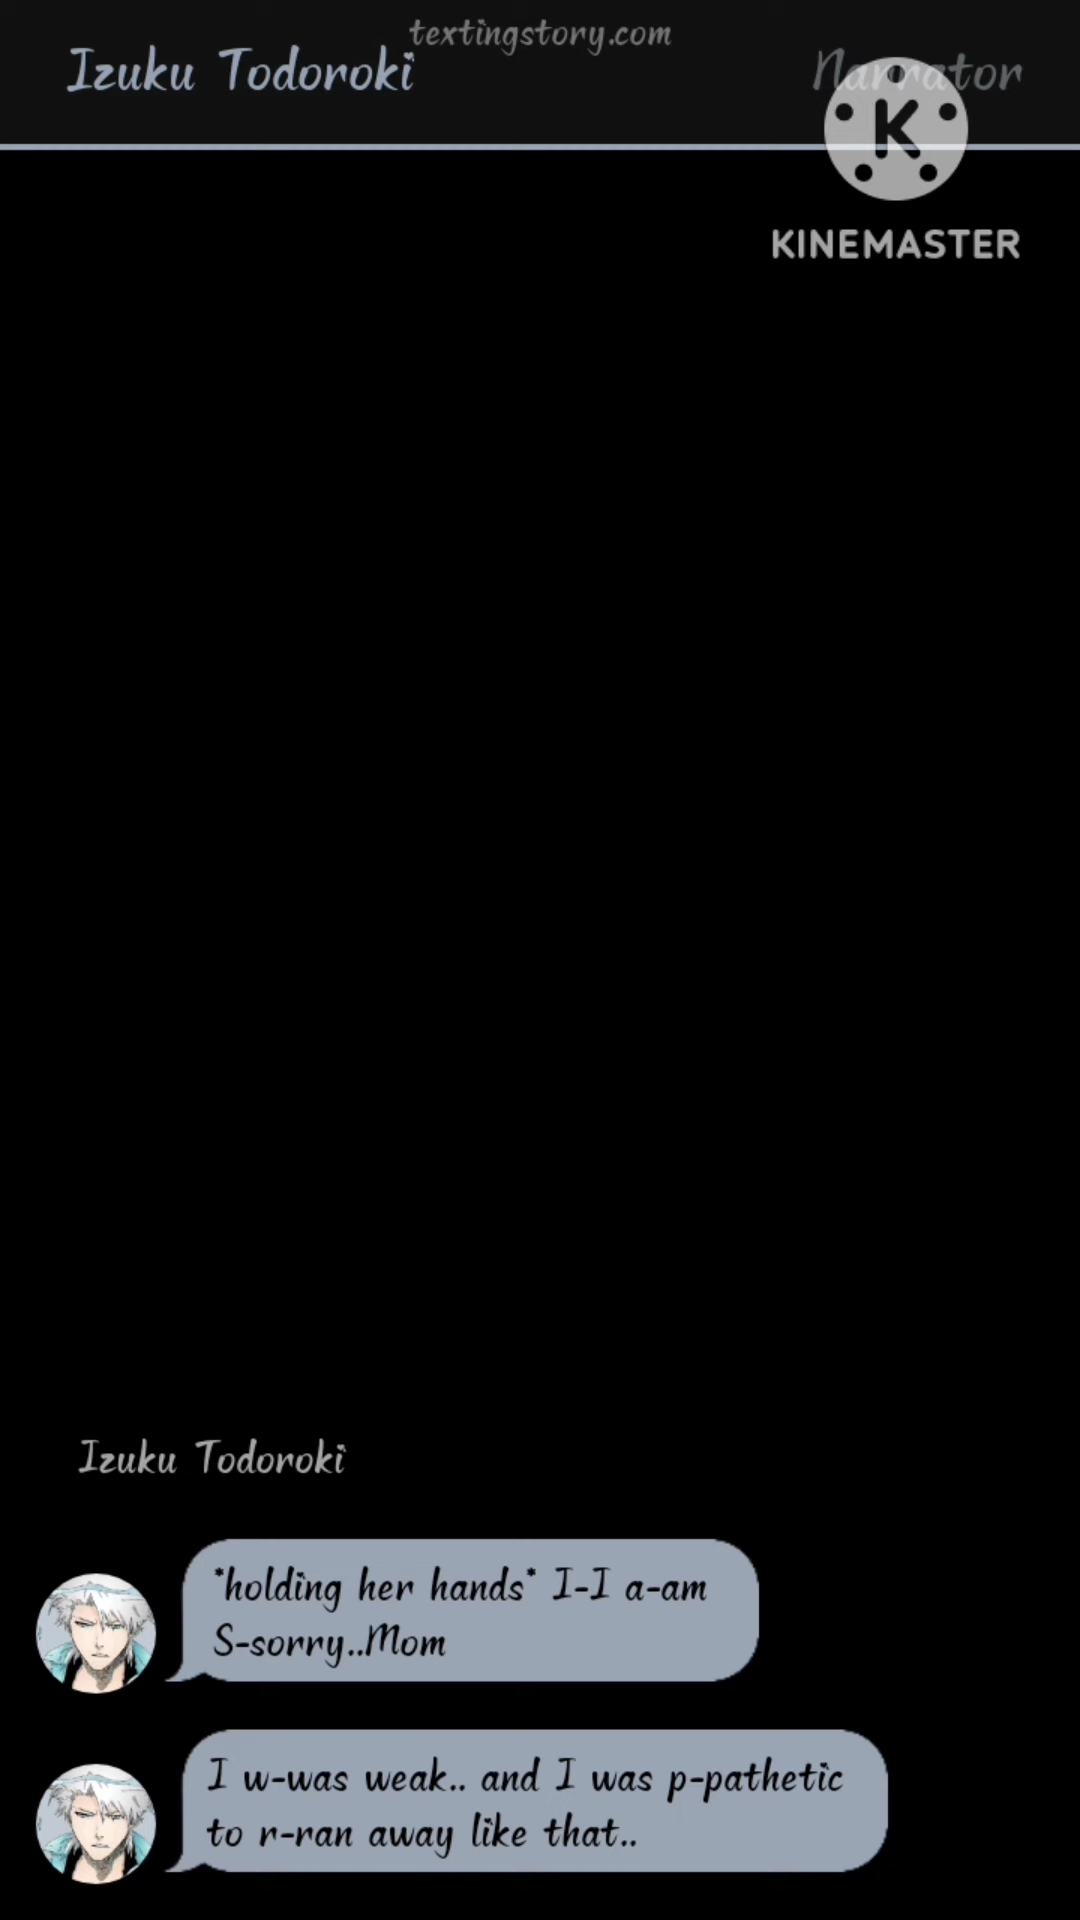 textingstory.com
Izuku Todoroki
Narrator
K
KINEMASTER
Izuku Todoroki
*holding her hands* I-I a-am
S-sorry..Mom
I w-was weak.. and I was p-pathetic
to r-ran away like that..